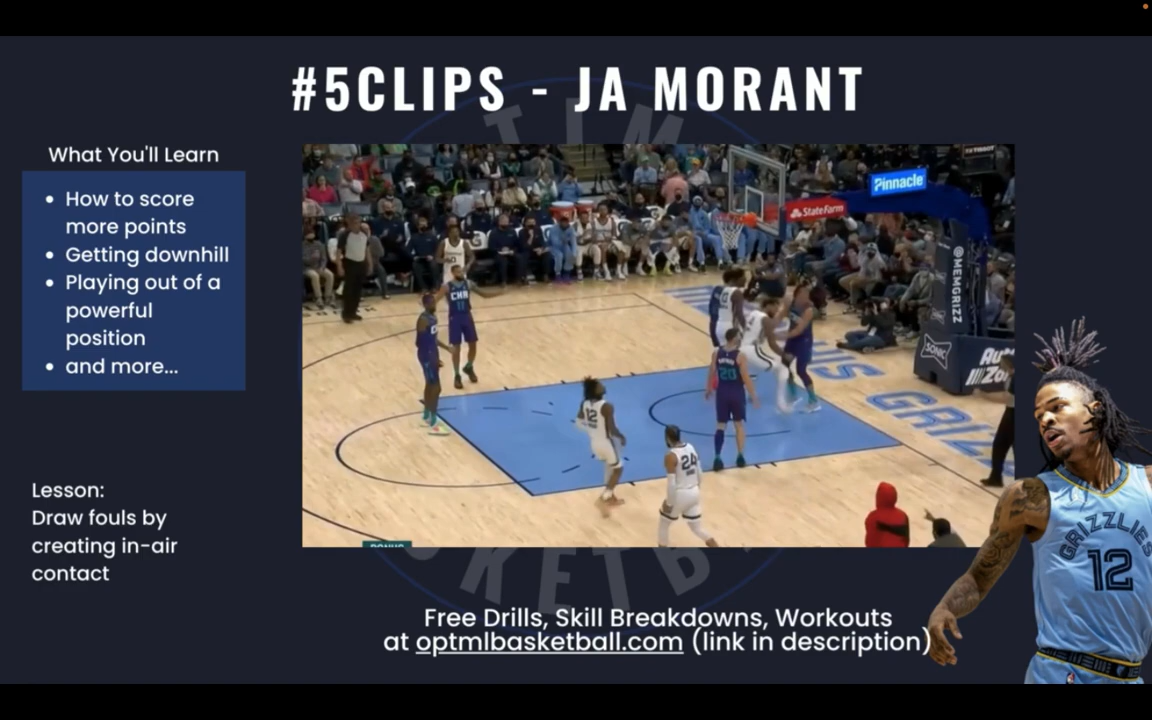 #5CLIPS - JA MORANT
What You'll Learn
How to score
more points
Getting downhill
Playing out of a
powerful
position
and more...
Lesson:
Draw fouls by
creating in-air
contact
Pinnacle
StateFarm
@MEMGRIZZ
SONIC
CHA
20
12
24
BONUS
GRIZZLIES
12
Free Drills, Skill Breakdowns, Workouts
at optmlbasketball.com (link in description)